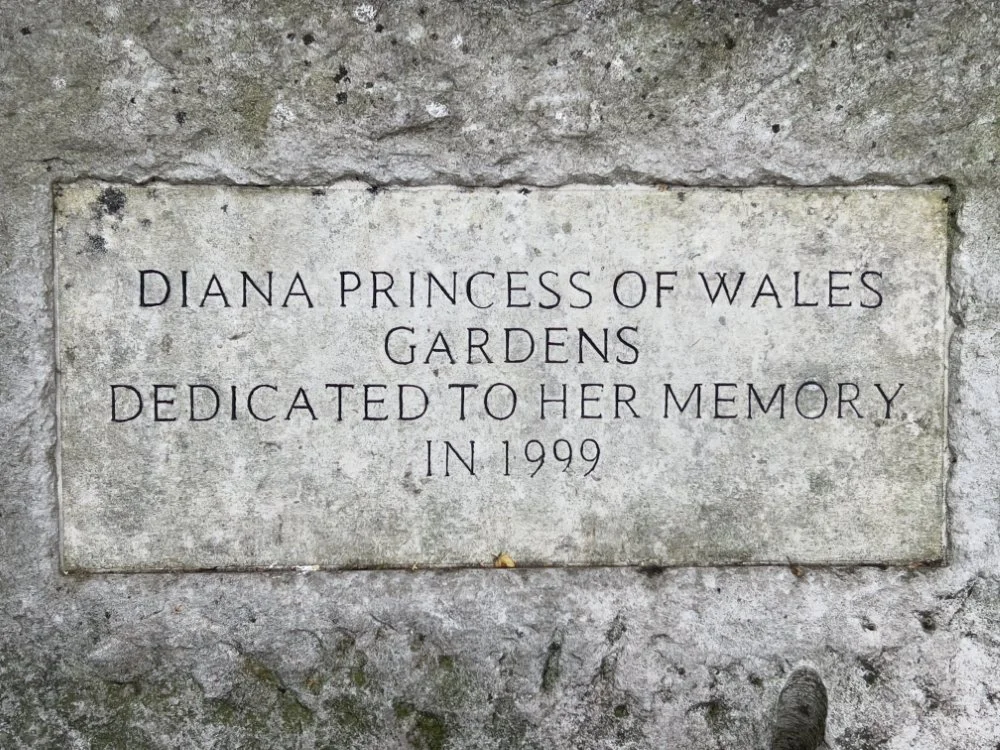 DIANA PRINCESS OF WALES
GARDENS
DEDICATED TO HER MEMORY
IN 1999